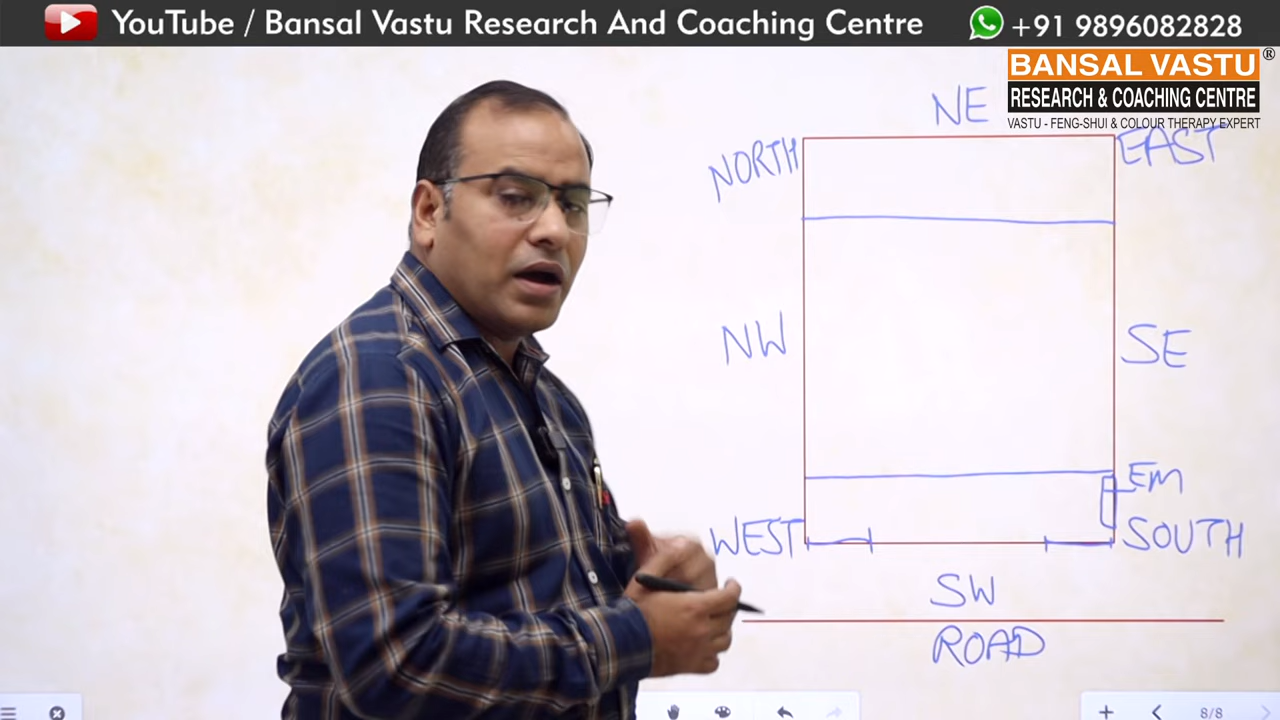 YouTube / Bansal Vastu Research And Coaching Centre
+91 9896082828
BANSAL VASTU®
RESEARCH & COACHING CENTRE
VASTU - FENG-SHUI & COLOUR THERAPY EXPERT
NE
NORTH
EAST
NW
SE
EM
WEST
SOUTH
SW
ROAD
8/8